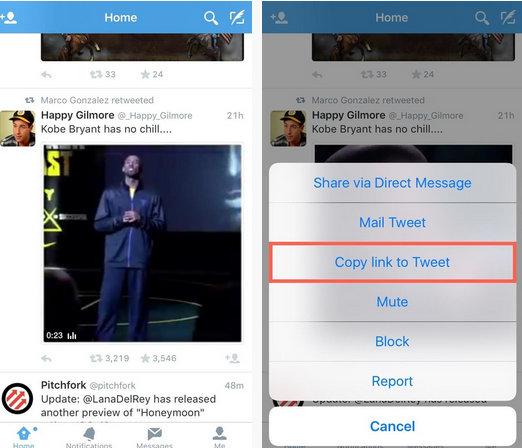 Home
33
24
Marco Gonzalez retweeted
Happy Gilmore @_Happy_Gilmore 21h
Kobe Bryant has no chill....
0:23
3,219
3,546
Pitchfork @pitchfork 48m
Update: @LanaDelRey has released
another preview of "Honeymoon"
Home
Notifications
Messages
Me
Home
33
24
Marco Gonzalez retweeted
Happy Gilmore @_Happy_Gilmore 21h
Kobe Bryant has no chill....
Share via Direct Message
Mail Tweet
Copy link to Tweet
Mute
Block
Report
Cancel